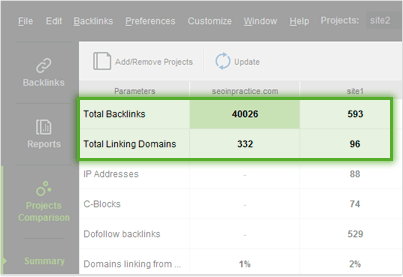 File Edit Backlinks Preferences Customize Window Help Projects: site2
Add/Remove Projects Update
Backlinks
Reports
Projects Comparison
Summary
Parameters seoinpractice.com site1
Total Backlinks 40026 593
Total Linking Domains 332 96
IP Addresses - 88
C-Blocks - 74
Dofollow backlinks - 529
Domains linking from ... 1% 2%